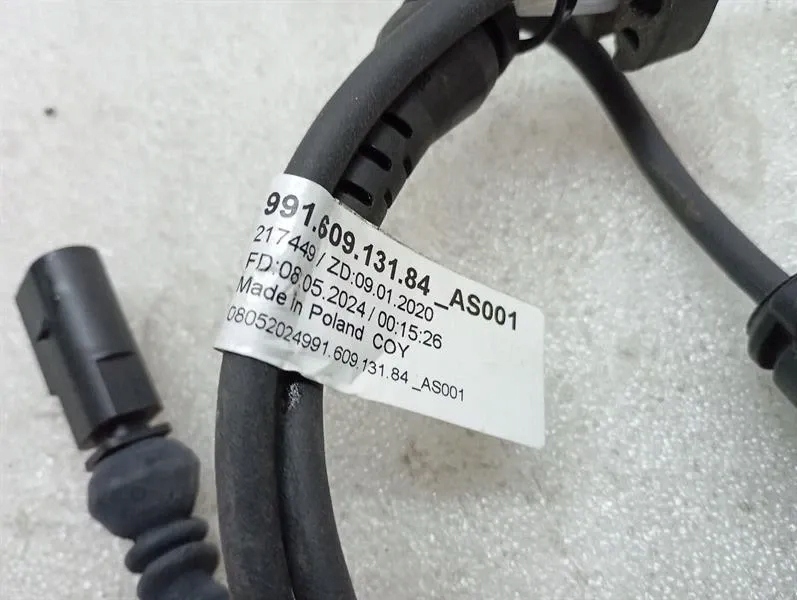 991.609.131.84_AS001
217449 / ZD:09.01.2020
FD:08.05.2024 / 00:15:26
Made in Poland COY
08052024991.609.131.84_AS001